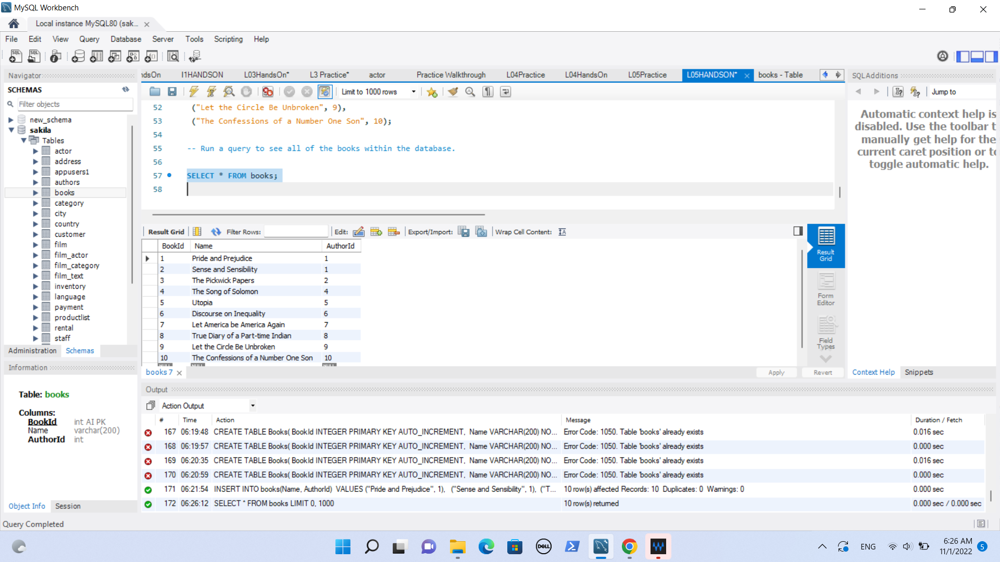 MySQL Workbench
Local instance MySQL80 (sak...
File Edit View Query Database Server Tools Scripting Help
Navigator
SCHEMAS
Filter objects
new_schema
sakila
Tables
actor
address
appusers1
authors
books
category
city
country
customer
film
film_actor
film_category
film_text
inventory
language
payment
productlist
rental
staff
Administration Schemas
Information
Table: books
Columns:
BookId int AI PK
Name varchar(200)
AuthorId int
Object Info Session
Query Completed
ndsOn l1HANDSON L03HandsOn* L3 Practice* actor Practice Walkthrough L04Practice L04HandsOn L05Practice L05HANDSON* books - Table
Limit to 1000 rows
52 ("Let the Circle Be Unbroken", 9),
53 ("The Confessions of a Number One Son", 10);
54
55 -- Run a query to see all of the books within the database.
56
57 SELECT * FROM books;
58
Result Grid Filter Rows: Edit: Export/Import: Wrap Cell Content:
BookId Name AuthorId
1 Pride and Prejudice 1
2 Sense and Sensibility 1
3 The Pickwick Papers 2
4 The Song of Solomon 4
5 Utopia 5
6 Discourse on Inequality 6
7 Let America be America Again 7
8 True Diary of a Part-time Indian 8
9 Let the Circle Be Unbroken 9
10 The Confessions of a Number One Son 10
NULL NULL NULL
Result
Grid
Form
Editor
Field
Types
books 7
Apply Revert
SQLAdditions
Jump to
Automatic context help is
disabled. Use the toolbar t
manually get help for the
current caret position or to
toggle automatic help.
Context Help Snippets
Output
Action Output
# Time Action Message Duration / Fetch
167 06:19:48 CREATE TABLE Books( BookId INTEGER PRIMARY KEY AUTO_INCREMENT, Name VARCHAR(200) NO... Error Code: 1050. Table 'books' already exists 0.016 sec
168 06:19:57 CREATE TABLE Books( BookId INTEGER PRIMARY KEY AUTO_INCREMENT, Name VARCHAR(200) NO... Error Code: 1050. Table 'books' already exists 0.000 sec
169 06:20:35 CREATE TABLE Books( BookId INTEGER PRIMARY KEY AUTO_INCREMENT, Name VARCHAR(200) NO... Error Code: 1050. Table 'books' already exists 0.016 sec
170 06:20:59 CREATE TABLE Books( BookId INTEGER PRIMARY KEY AUTO_INCREMENT, Name VARCHAR(200) NO... Error Code: 1050. Table 'books' already exists 0.000 sec
171 06:21:54 INSERT INTO books(Name, AuthorId) VALUES ("Pride and Prejudice", 1), ("Sense and Sensibility", 1), ("T... 10 row(s) affected Records: 10 Duplicates: 0 Warnings: 0 0.000 sec
172 06:26:12 SELECT * FROM books LIMIT 0, 1000 10 row(s) returned 0.000 sec / 0.000 sec
DELL
ENG
6:26 AM
11/1/2022
5